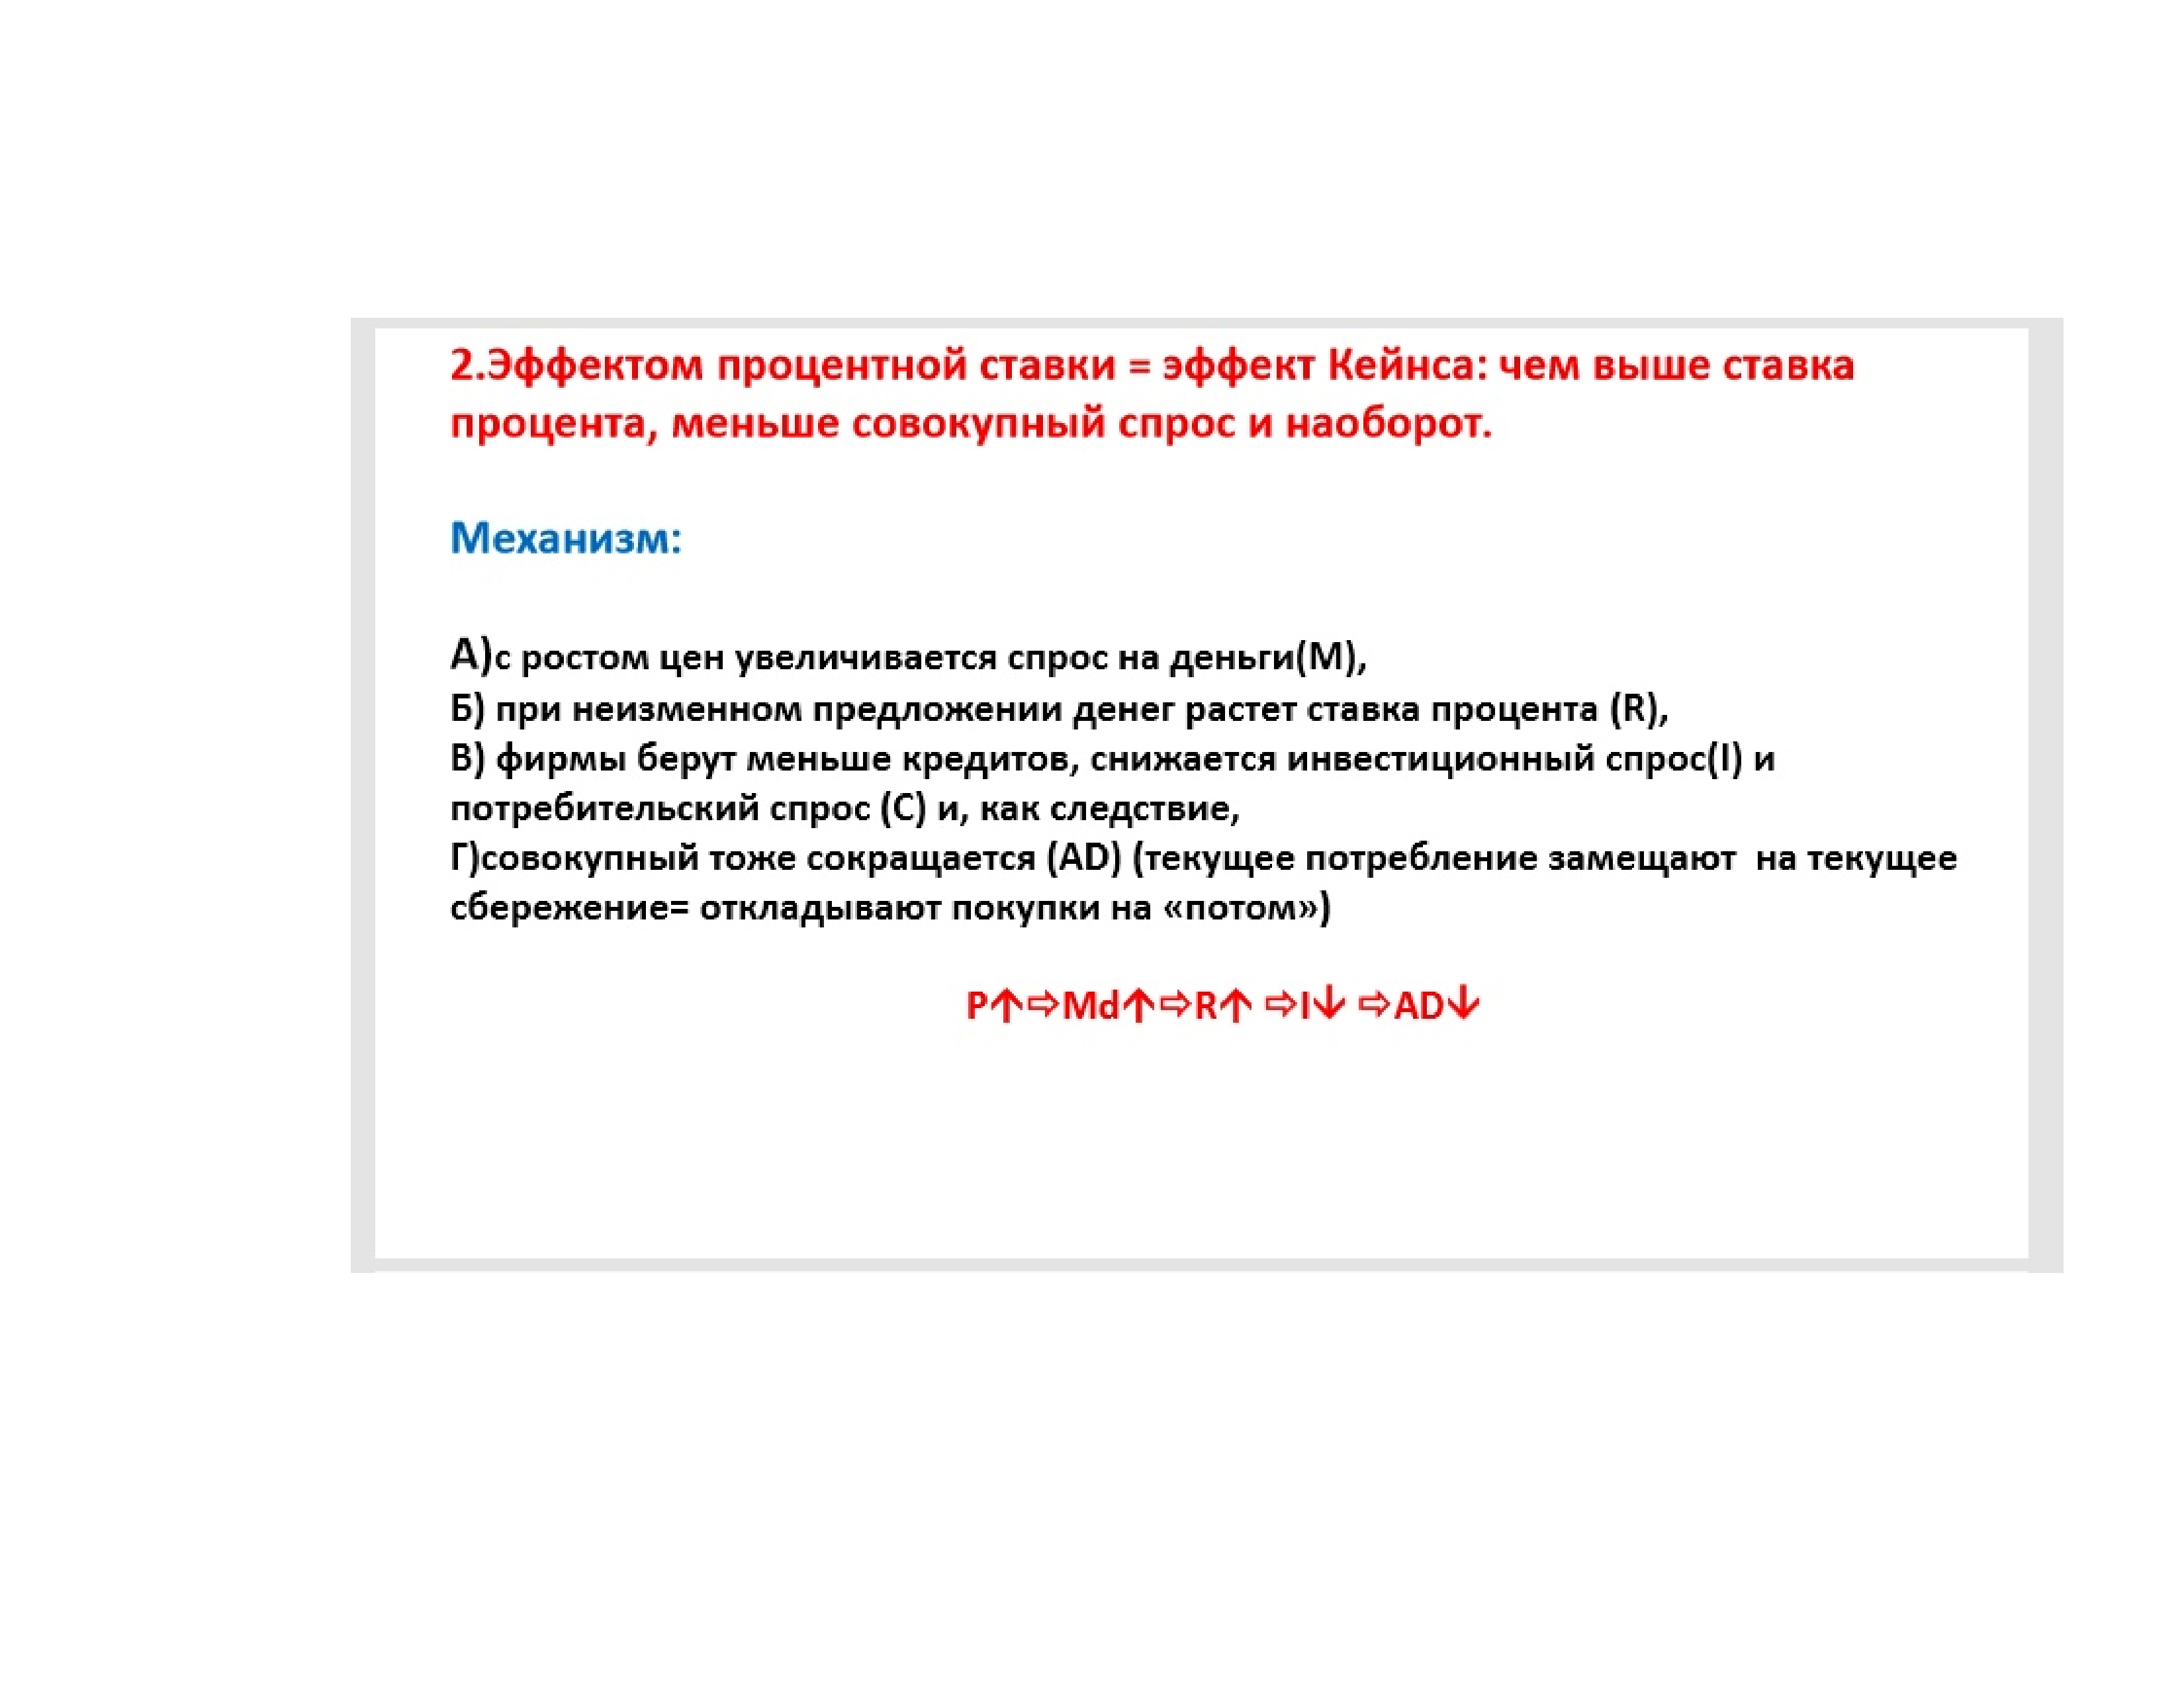 2.Эффектом процентной ставки = эффект Кейнса: чем выше ставка
процента, меньше совокупный спрос и наоборот.
Механизм:
А)с ростом цен увеличивается спрос на деньги(М),
Б) при неизменном предложении денег растет ставка процента (R),
В) фирмы берут меньше кредитов, снижается инвестиционный спрос(I) и
потребительский спрос (С) и, как следствие,
Г)совокупный тоже сокращается (AD) (текущее потребление замещают  на текущее
сбережение= откладывают покупки на «потом»)
P↑⇨Md↑⇨R↑ ⇨I↓ ⇨AD↓